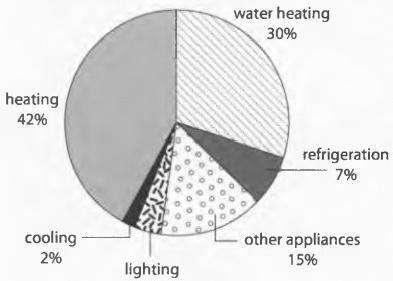 water heating
30%
heating
42%
refrigeration
7%
cooling
2%
other appliances
15%
lighting